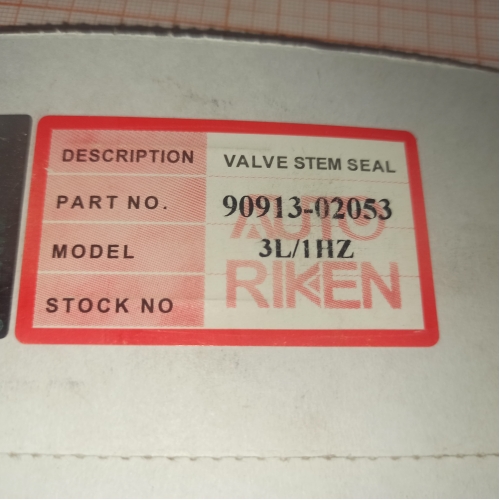 DESCRIPTION VALVE STEM SEAL
PART NO. 90913-02053
AUTO
MODEL 3L/1HZ
RIKEN
STOCK NO